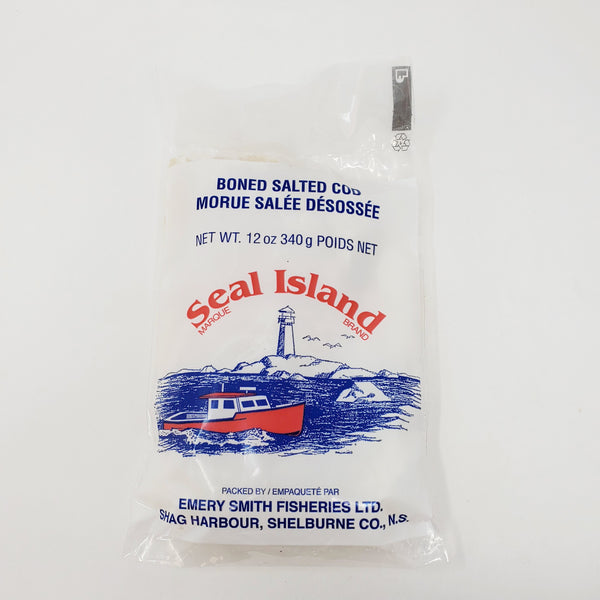 BONED SALTED COD
MORUE SALÉE DÉSOSSÉE
NET WT. 12 oz 340 g POIDS NET
Seal Island
MARQUE BRAND
PACKED BY / EMPAQUETÉ PAR
EMERY SMITH FISHERIES LTD.
SHAG HARBOUR, SHELBURNE CO., N.S.